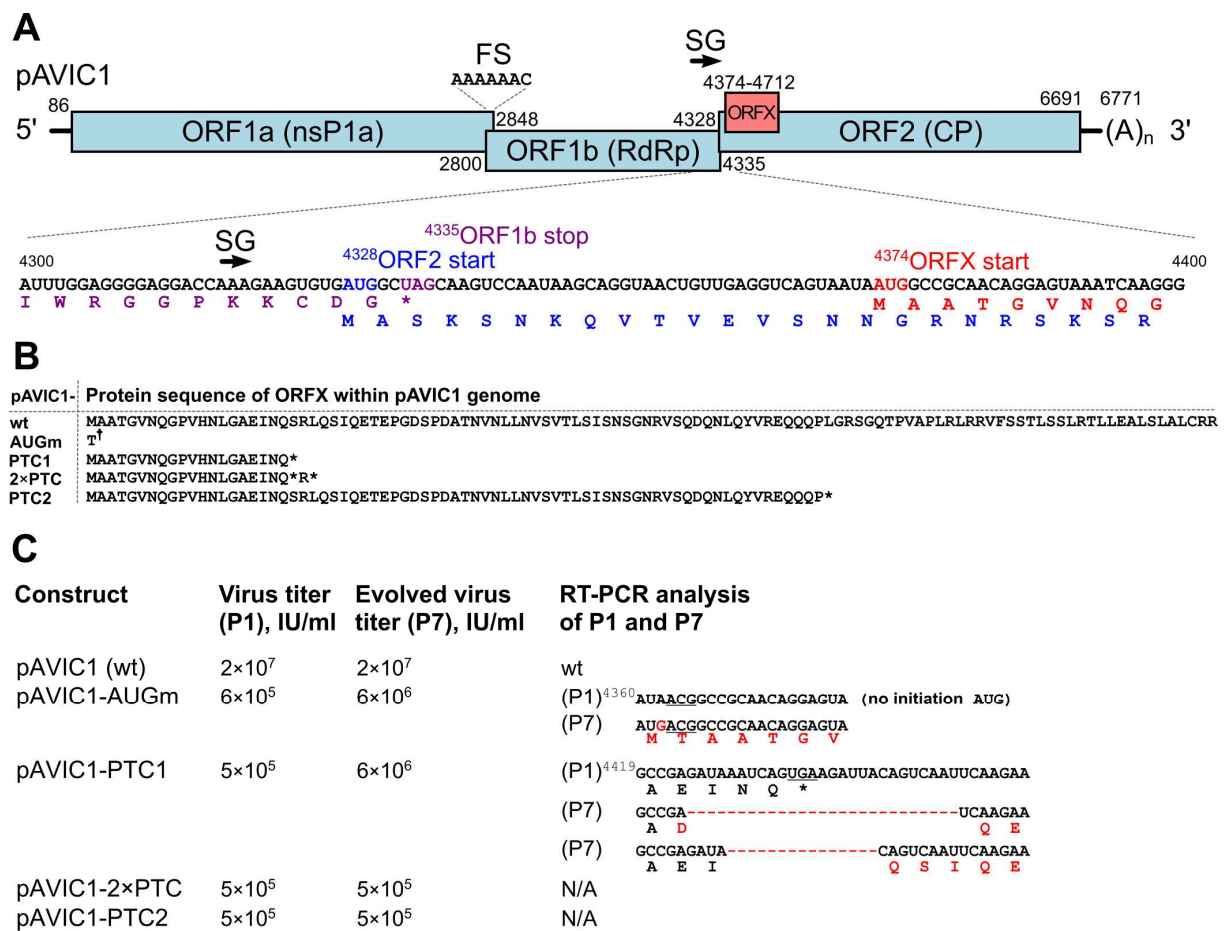 A
pAVIC1
FS
AAAAAAC
SG
4374-4712
ORFX
86
5'
ORF1a (nsP1a)
2848
2800
ORF1b (RdRp)
4328
4335
ORF2 (CP)
6691
6771
(A)n
3'
4300
SG
4328ORF2 start
4335ORF1b stop
4374ORFX start
4400
AUUUGGAGGGGAGGACCAAAGAAGUGUGAUGGCUAGCAAGUCCAAUAAGCAGGUAACUGUUGAGGUCAGUAAUAAUGGCCGCAACAGGAGUAAAUCAAGGG
I W R G G P K K C D G *
M A A T G V N Q G
M A S K S N K Q V T V E V S N N G R N R S K S R
B
pAVIC1- Protein sequence of ORFX within pAVIC1 genome
wt MAATGVNQGPVHNLGAEINQSRLQSIQETEPGDSPDATNVNLLNVSVTLSISNSGNRVSQDQNLQYVREQQQPLGRSGQTPVAPLRLRRVFSSTLSSLRTLLEALSLALCRR
AUGm T†
PTC1 MAATGVNQGPVHNLGAEINQ*
2×PTC MAATGVNQGPVHNLGAEINQ*R*
PTC2 MAATGVNQGPVHNLGAEINQSRLQSIQETEPGDSPDATNVNLLNVSVTLSISNSGNRVSQDQNLQYVREQQQP*
C
Construct
Virus titer (P1), IU/ml
Evolved virus titer (P7), IU/ml
RT-PCR analysis of P1 and P7
pAVIC1 (wt) 2×10⁷ 2×10⁷ wt
pAVIC1-AUGm 6×10⁵ 6×10⁶ (P1)4360AUAACGGCCGCAACAGGAGUA (no initiation AUG)
(P7) AUGACGGCCGCAACAGGAGUA
M T A A T G V
pAVIC1-PTC1 5×10⁵ 6×10⁶ (P1)4419GCCGAGAUAAAUCAGUGAAGAUUACAGUCAAUUCAAGAA
A E I N Q *
(P7) GCCGA--------------------------UCAAGAA
A D Q E
(P7) GCCGAGAUA---------------CAGUCAAUUCAAGAA
A E I Q S I Q E
pAVIC1-2×PTC 5×10⁵ 5×10⁵ N/A
pAVIC1-PTC2 5×10⁵ 5×10⁵ N/A